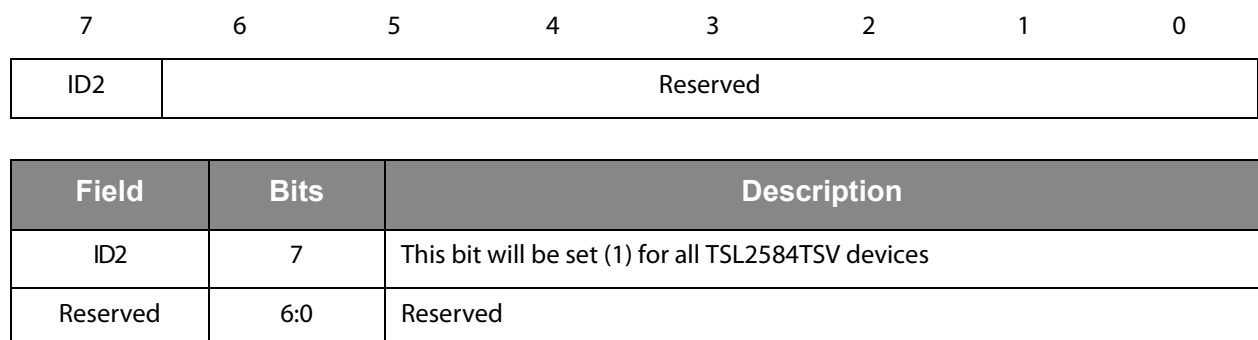 7 6 5 4 3 2 1 0
ID2 Reserved
Field Bits Description
ID2 7 This bit will be set (1) for all TSL2584TSV devices
Reserved 6:0 Reserved